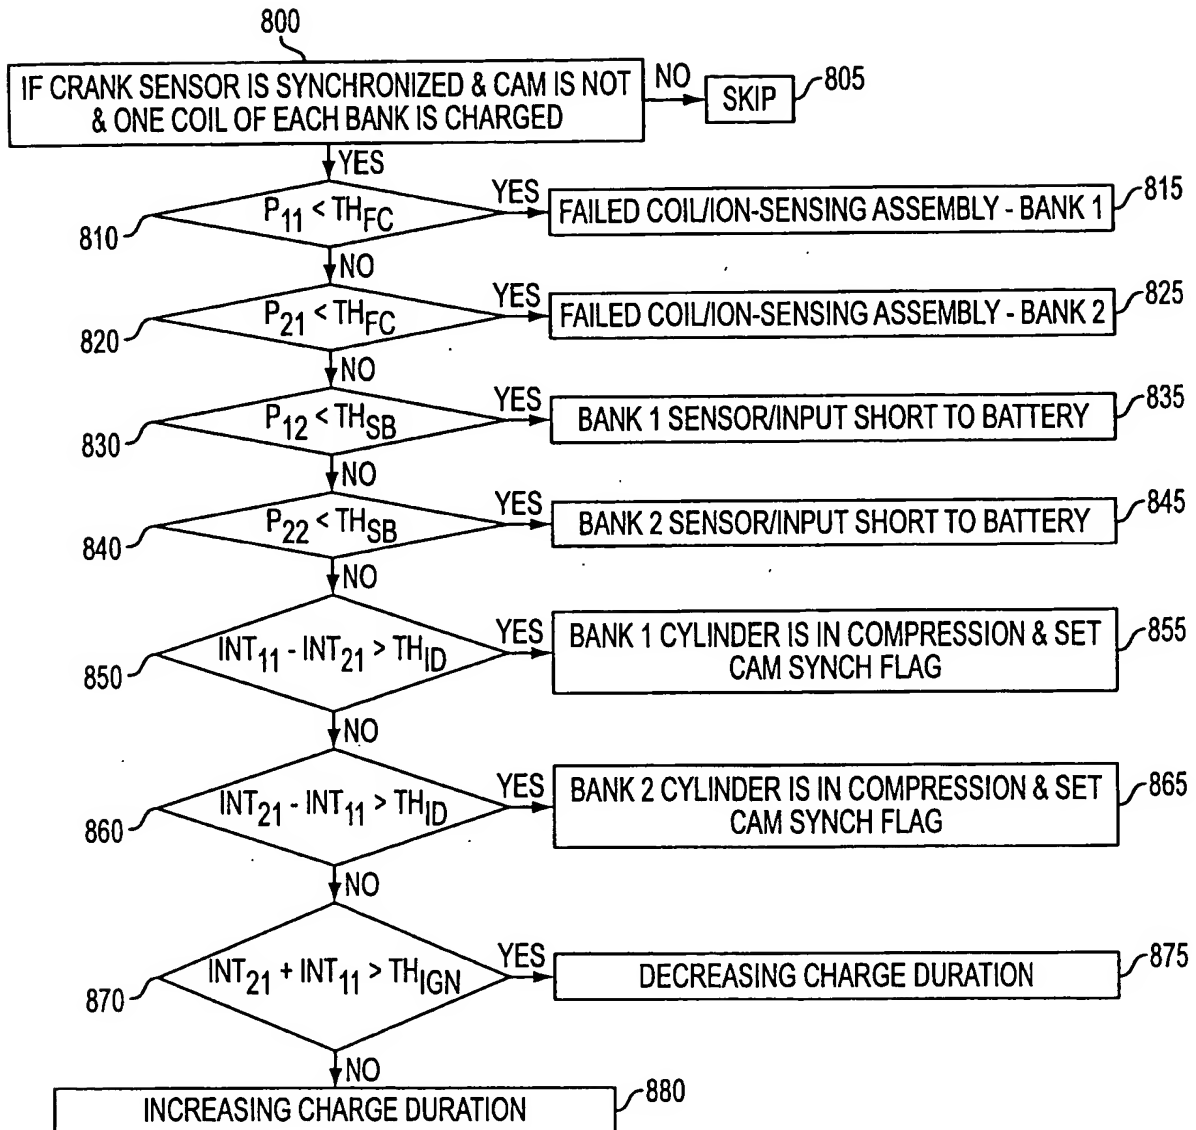 800
IF CRANK SENSOR IS SYNCHRONIZED & CAM IS NOT
& ONE COIL OF EACH BANK IS CHARGED
NO
SKIP
805
YES
P11 < THFC
810
YES
FAILED COIL/ION-SENSING ASSEMBLY - BANK 1
815
NO
P21 < THFC
820
YES
FAILED COIL/ION-SENSING ASSEMBLY - BANK 2
825
NO
P12 < THSB
830
YES
BANK 1 SENSOR/INPUT SHORT TO BATTERY
835
NO
P22 < THSB
840
YES
BANK 2 SENSOR/INPUT SHORT TO BATTERY
845
NO
INT11 - INT21 > THID
850
YES
BANK 1 CYLINDER IS IN COMPRESSION & SET
CAM SYNCH FLAG
855
NO
INT21 - INT11 > THID
860
YES
BANK 2 CYLINDER IS IN COMPRESSION & SET
CAM SYNCH FLAG
865
NO
INT21 + INT11 > THIGN
870
YES
DECREASING CHARGE DURATION
875
NO
INCREASING CHARGE DURATION
880